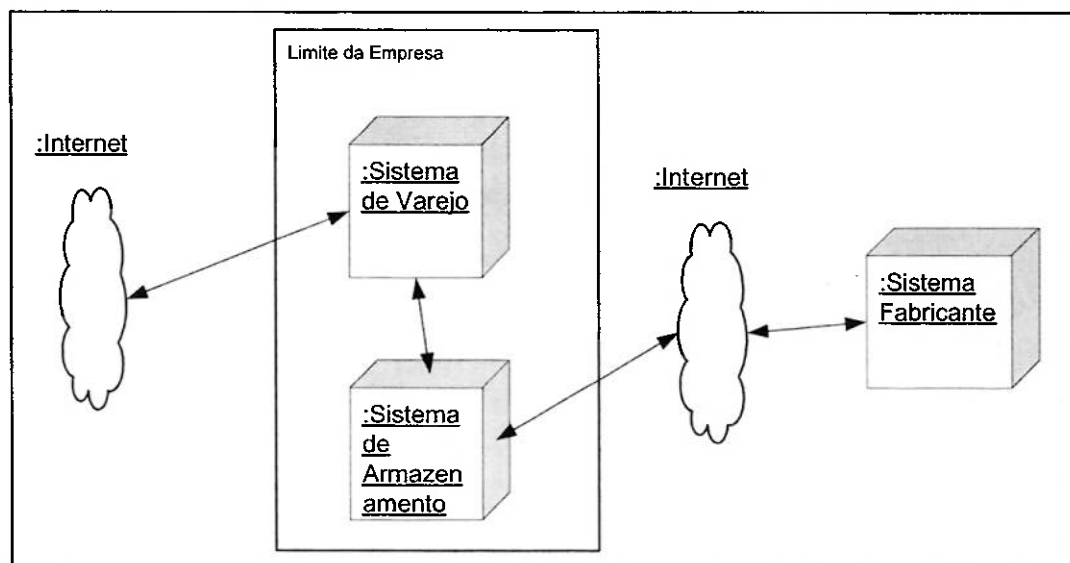 Limite da Empresa
:Internet
:Sistema
de Varejo
:Internet
:Sistema
Fabricante
:Sistema
de
Armazen
amento